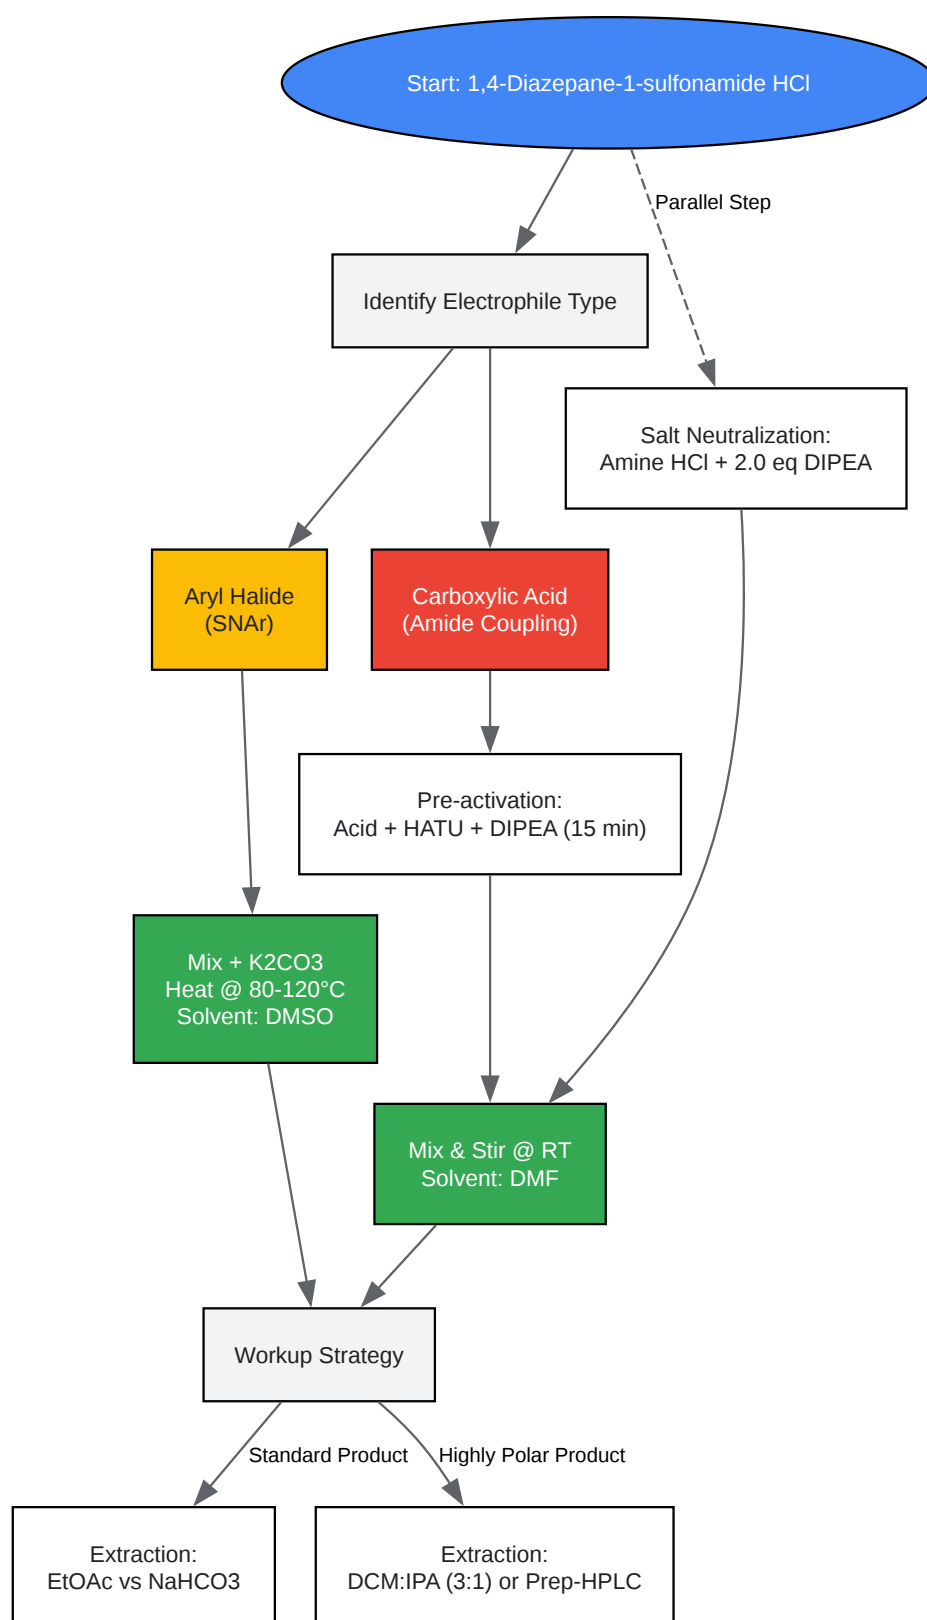 Start: 1,4-Diazepane-1-sulfonamide HCl
Parallel Step
Identify Electrophile Type
Salt Neutralization:
Amine HCl + 2.0 eq DIPEA
Aryl Halide
(SNAr)
Carboxylic Acid
(Amide Coupling)
Pre-activation:
Acid + HATU + DIPEA (15 min)
Mix + K2CO3
Heat @ 80-120°C
Solvent: DMSO
Mix & Stir @ RT
Solvent: DMF
Workup Strategy
Standard Product
Highly Polar Product
Extraction:
EtOAc vs NaHCO3
Extraction:
DCM:IPA (3:1) or Prep-HPLC